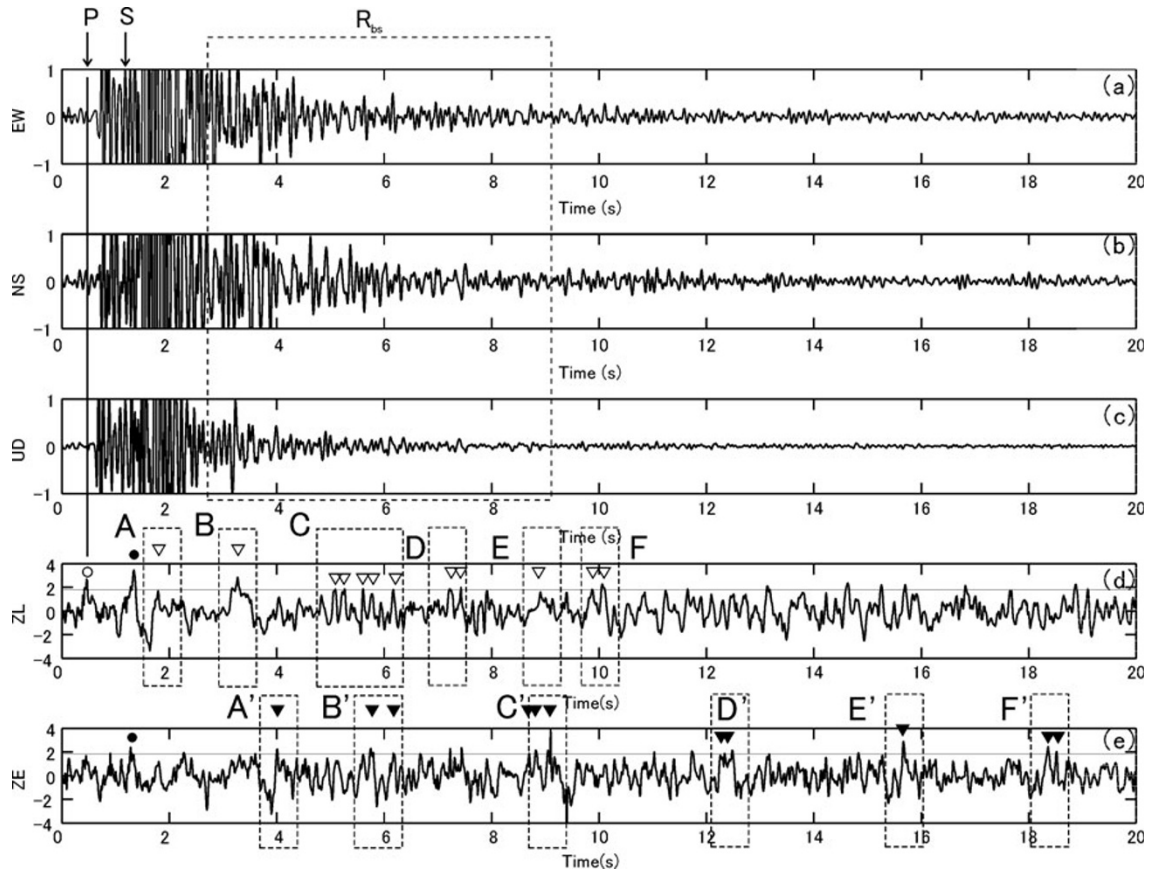 P S R_bs
1 0 -1 EW (a)
0 2 4 6 8 10 12 14 16 18 20
Time (s)
1 0 -1 NS (b)
0 2 4 6 8 10 12 14 16 18 20
Time (s)
1 0 -1 UD (c)
0 2 4 6 8 10 12 14 16 18 20
Time (s)
A B C D E F
4 2 0 -2 -4 ZL (d)
0 2 4 6 8 10 12 14 16 18 20
Time(s)
A' B' C' D' E' F'
4 2 0 -2 -4 ZE (e)
0 2 4 6 8 10 12 14 16 18 20
Time(s)